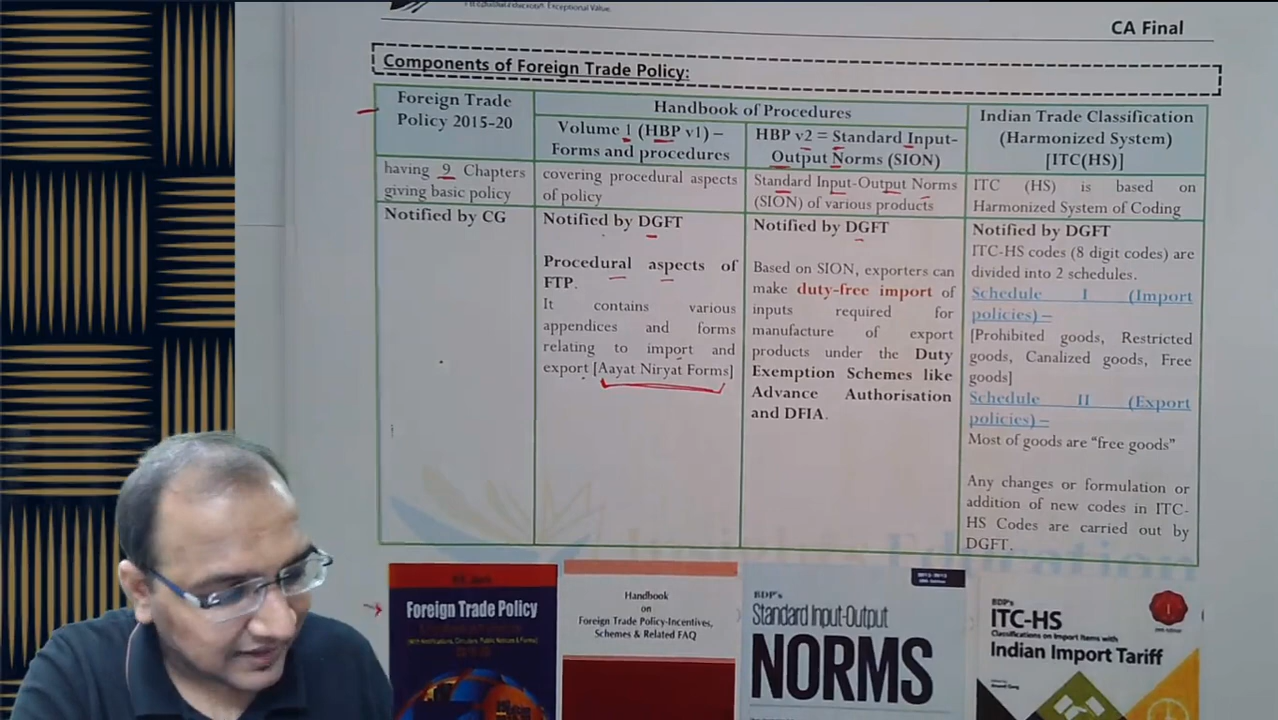 Exceptional Value.
CA Final
Components of Foreign Trade Policy:
Foreign Trade
Policy 2015-20
Handbook of Procedures
Volume 1 (HBP v1) –
Forms and procedures
HBP v2 = Standard Input-
Output Norms (SION)
Indian Trade Classification
(Harmonized System)
[ITC(HS)]
having 9 Chapters
giving basic policy
covering procedural aspects
of policy
Standard Input-Output Norms
(SION) of various products
ITC (HS) is based on
Harmonized System of Coding
Notified by CG
Notified by DGFT
Procedural aspects of
FTP.
It contains various
appendices and forms
relating to import and
export [Aayat Niryat Forms]
Notified by DGFT
Based on SION, exporters can
make duty-free import of
inputs required for
manufacture of export
products under the Duty
Exemption Schemes like
Advance Authorisation
and DFIA.
Notified by DGFT
ITC-HS codes (8 digit codes) are
divided into 2 schedules.
Schedule I (Import
policies) –
[Prohibited goods, Restricted
goods, Canalized goods, Free
goods]
Schedule II (Export
policies) –
Most of goods are “free goods”
Any changes or formulation or
addition of new codes in ITC-
HS Codes are carried out by
DGFT.
Foreign Trade Policy
Handbook
on
Foreign Trade Policy-Incentives,
Schemes & Related FAQ
BDP's
Standard Input-Output
NORMS
BDP's
ITC-HS
Classifications on Import Items with
Indian Import Tariff